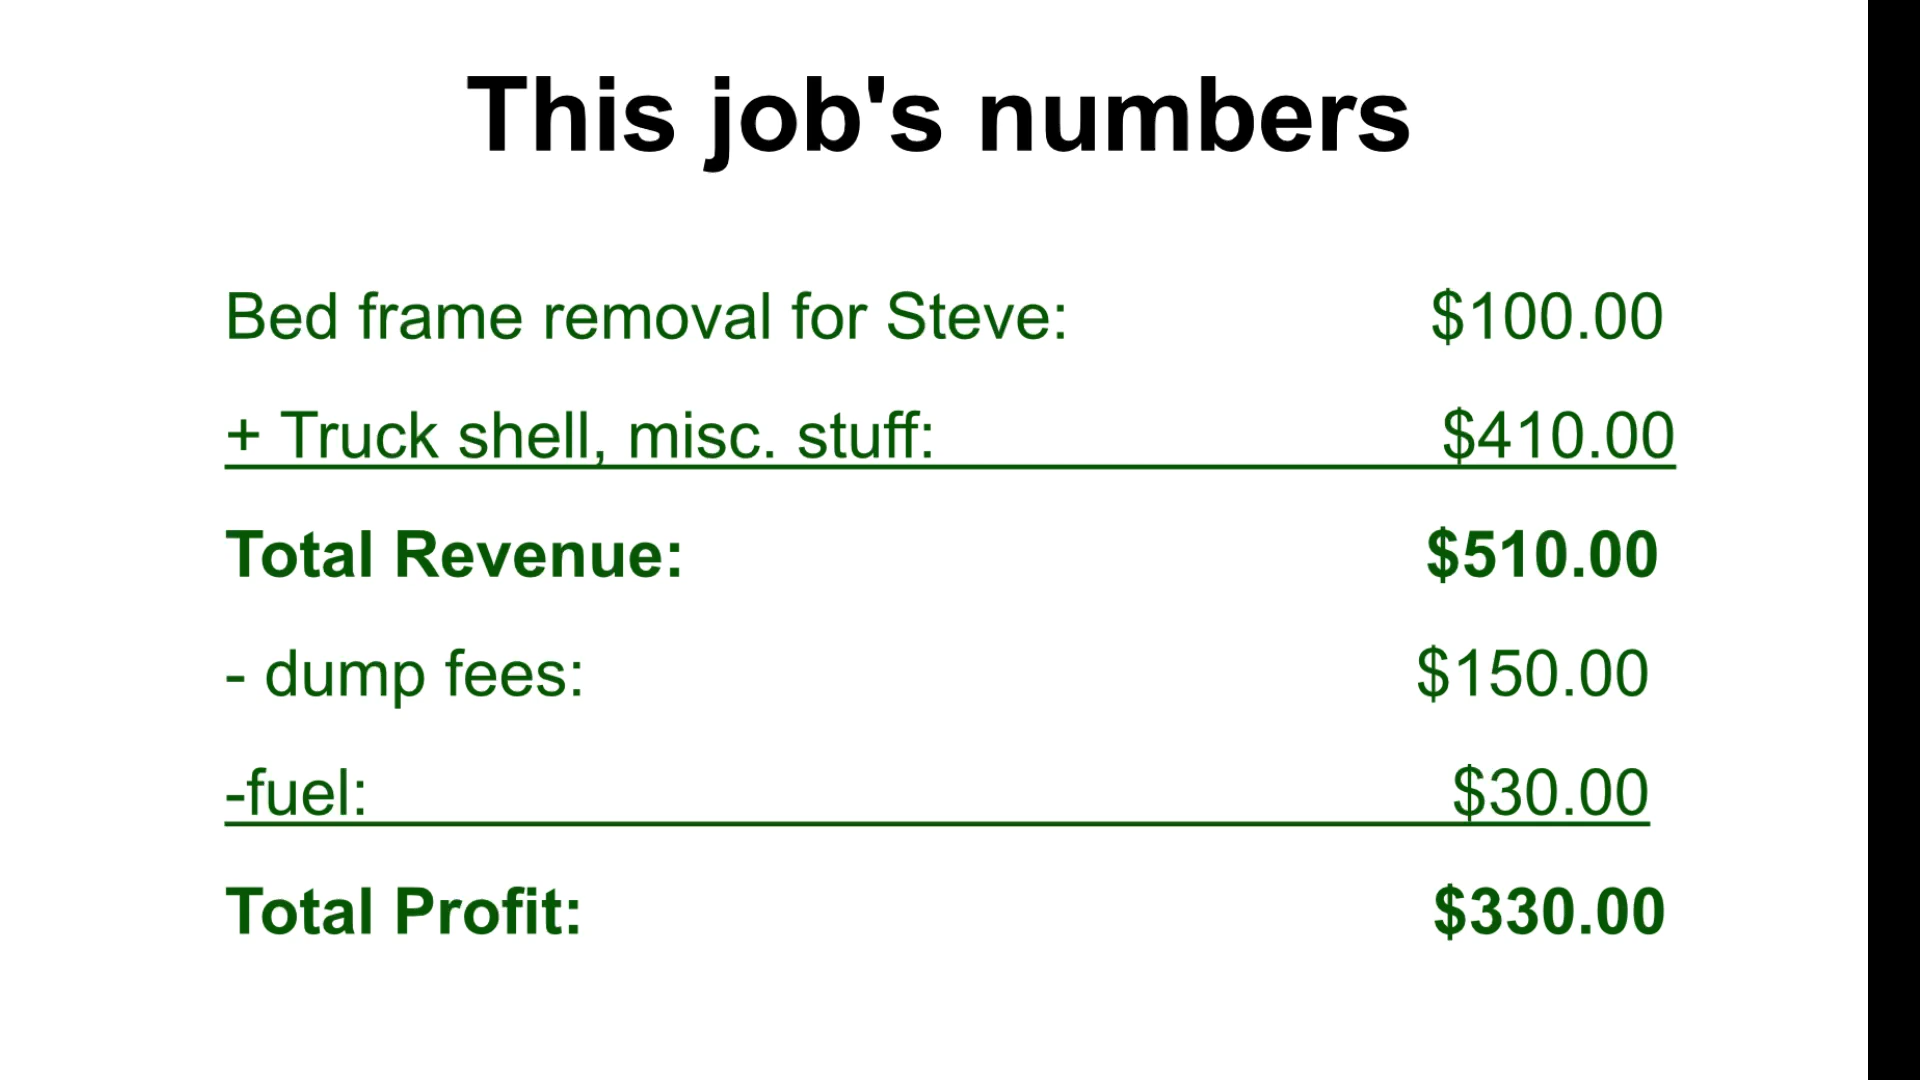 This job's numbers
Bed frame removal for Steve: $100.00
+ Truck shell, misc. stuff: $410.00
Total Revenue: $510.00
- dump fees: $150.00
-fuel: $30.00
Total Profit: $330.00